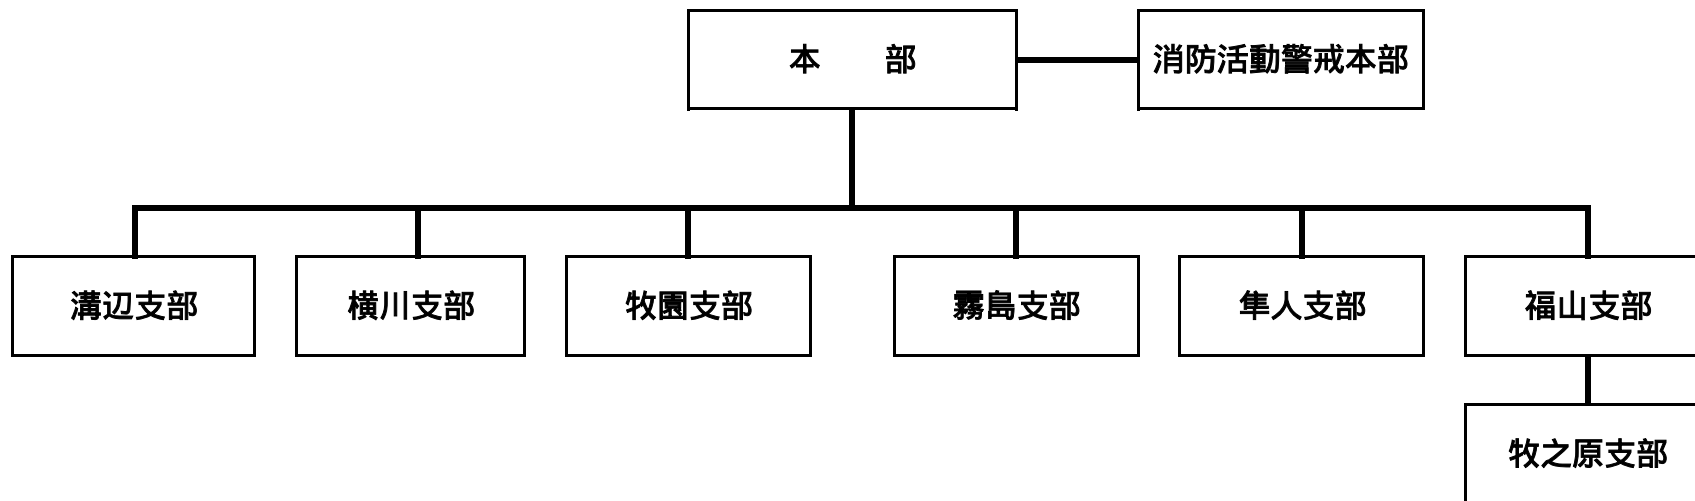 本　　部
消防活動警戒本部
溝辺支部
横川支部
牧園支部
霧島支部
隼人支部
福山支部
牧之原支部